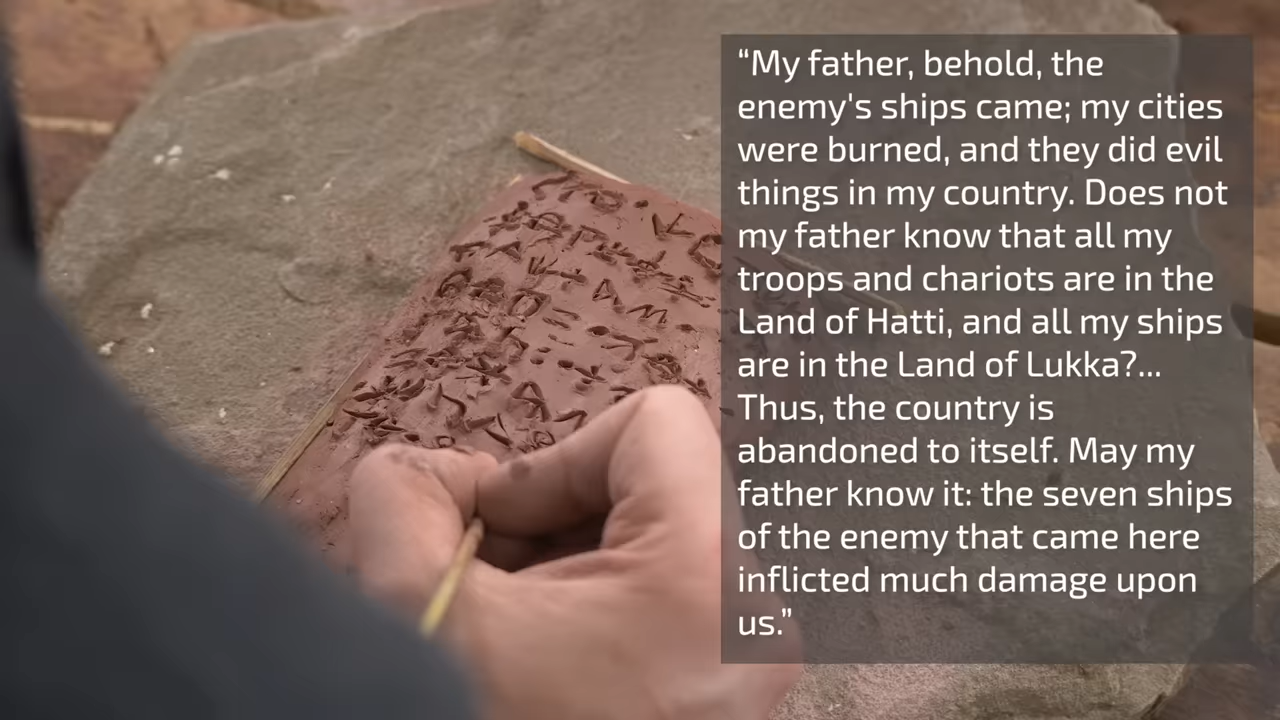 “My father, behold, the
enemy's ships came; my cities
were burned, and they did evil
things in my country. Does not
my father know that all my
troops and chariots are in the
Land of Hatti, and all my ships
are in the Land of Lukka?...
Thus, the country is
abandoned to itself. May my
father know it: the seven ships
of the enemy that came here
inflicted much damage upon
us.”